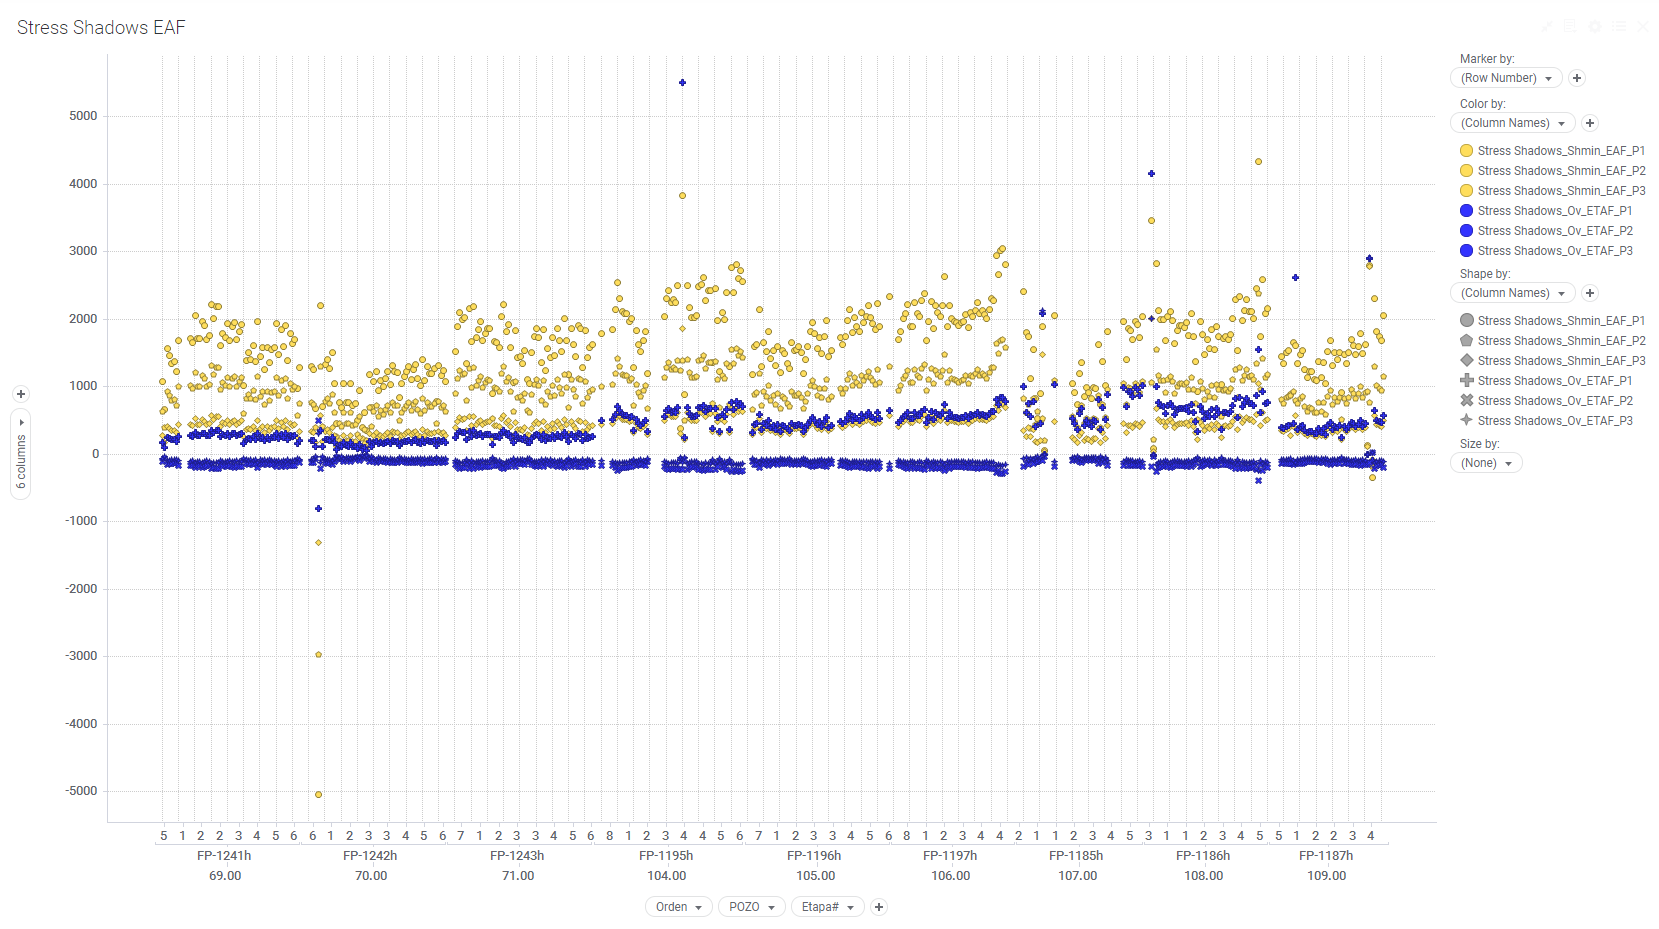 Stress Shadows EAF
Marker by:
(Row Number)
Color by:
(Column Names)
Stress Shadows_Shmin_EAF_P1
Stress Shadows_Shmin_EAF_P2
Stress Shadows_Shmin_EAF_P3
Stress Shadows_Ov_ETAF_P1
Stress Shadows_Ov_ETAF_P2
Stress Shadows_Ov_ETAF_P3
Shape by:
(Column Names)
Stress Shadows_Shmin_EAF_P1
Stress Shadows_Shmin_EAF_P2
Stress Shadows_Shmin_EAF_P3
Stress Shadows_Ov_ETAF_P1
Stress Shadows_Ov_ETAF_P2
Stress Shadows_Ov_ETAF_P3
Size by:
(None)
6 columns
5000
4000
3000
2000
1000
0
-1000
-2000
-3000
-4000
-5000
5 1 2 2 3 4 5 6 6 1 2 3 3 4 5 6 7 1 2 3 3 4 5 6 8 1 2 3 4 4 5 6 7 1 2 3 3 4 5 6 8 1 2 3 4 4 2 1 1 2 3 4 5 3 1 1 2 3 4 5 5 1 2 2 3 4
FP-1241h FP-1242h FP-1243h FP-1195h FP-1196h FP-1197h FP-1185h FP-1186h FP-1187h
69.00 70.00 71.00 104.00 105.00 106.00 107.00 108.00 109.00
Orden POZO Etapa#